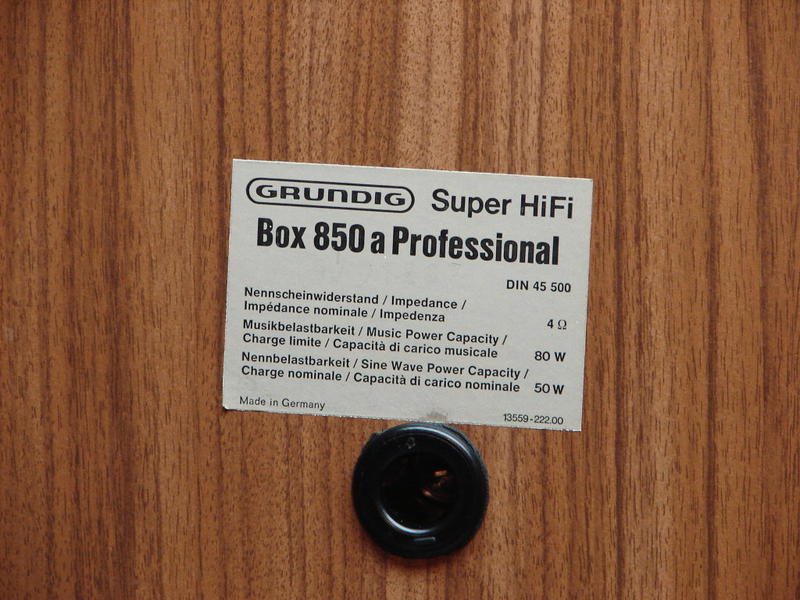 GRUNDIG Super HiFi
Box 850 a Professional
DIN 45 500
Nennscheinwiderstand / Impedance /
Impédance nominale / Impedenza 4 Ω
Musikbelastbarkeit / Music Power Capacity /
Charge limite / Capacità di carico musicale 80 W
Nennbelastbarkeit / Sine Wave Power Capacity /
Charge nominale / Capacità di carico nominale 50 W
Made in Germany 13559-222.00